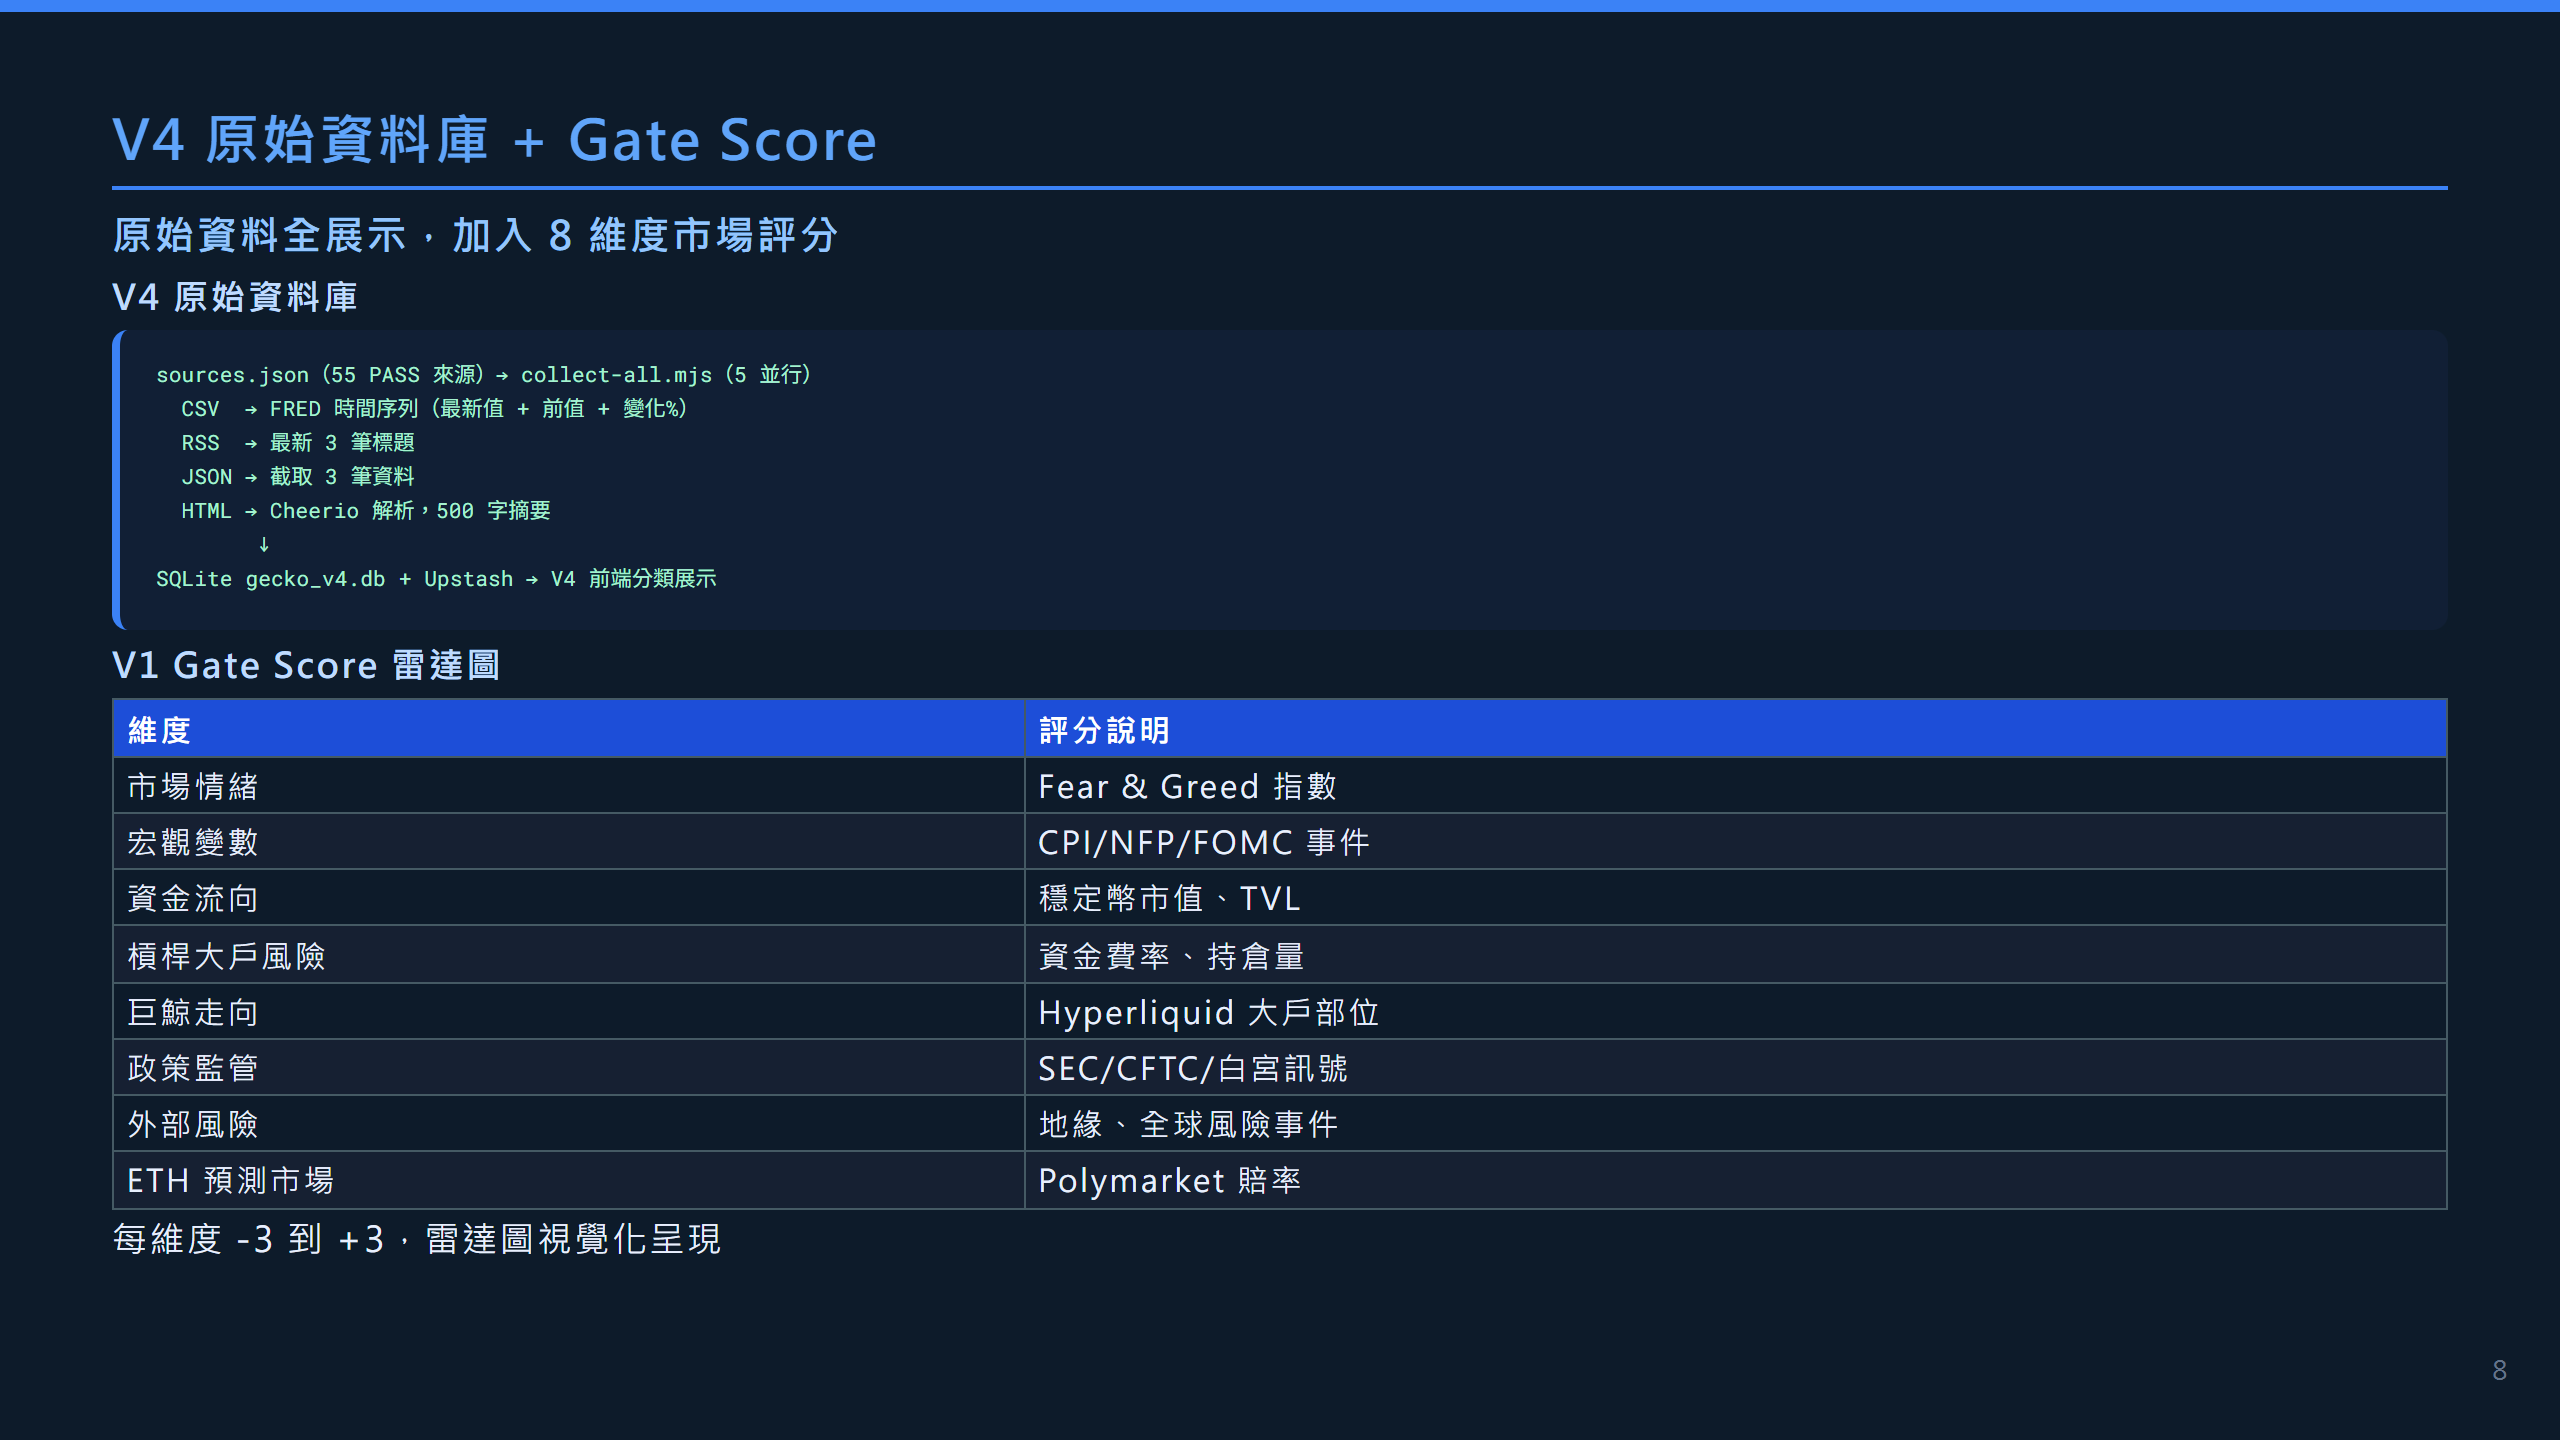 V4 原始資料庫 + Gate Score
原始資料全展示，加入 8 維度市場評分
V4 原始資料庫
sources.json（55 PASS 來源）→ collect-all.mjs（5 並行）
CSV → FRED 時間序列（最新值 + 前值 + 變化%）
RSS → 最新 3 筆標題
JSON → 截取 3 筆資料
HTML → Cheerio 解析，500 字摘要
↓
SQLite gecko_v4.db + Upstash → V4 前端分類展示
V1 Gate Score 雷達圖
維度 評分說明
市場情緒 Fear & Greed 指數
宏觀變數 CPI/NFP/FOMC 事件
資金流向 穩定幣市值、TVL
槓桿大戶風險 資金費率、持倉量
巨鯨走向 Hyperliquid 大戶部位
政策監管 SEC/CFTC/白宮訊號
外部風險 地緣、全球風險事件
ETH 預測市場 Polymarket 賠率
每維度 -3 到 +3，雷達圖視覺化呈現
8